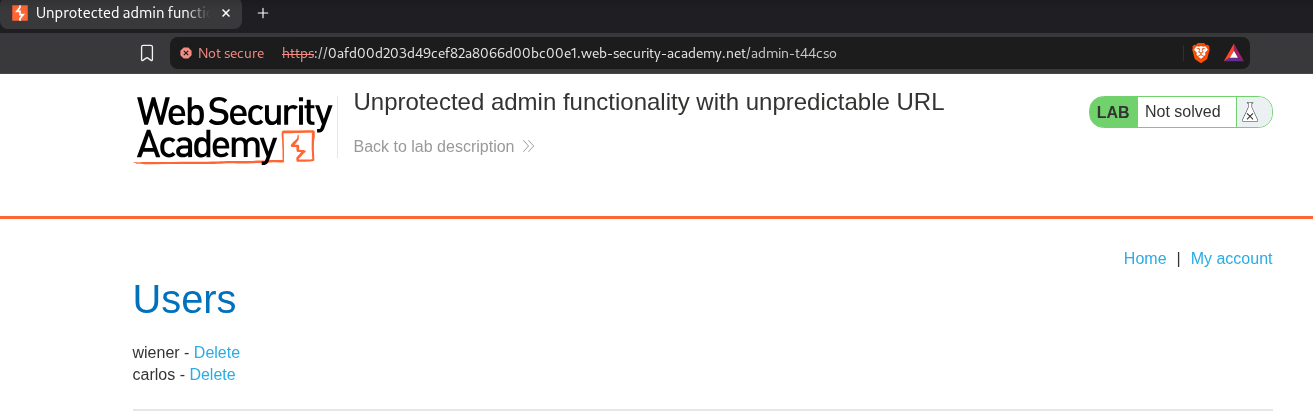 Unprotected admin functi
Not secure https://0afd00d203d49cef82a8066d00bc00e1.web-security-academy.net/admin-t44cso
Web Security
Academy
Unprotected admin functionality with unpredictable URL
Back to lab description
LAB Not solved
Home | My account
Users
wiener - Delete
carlos - Delete